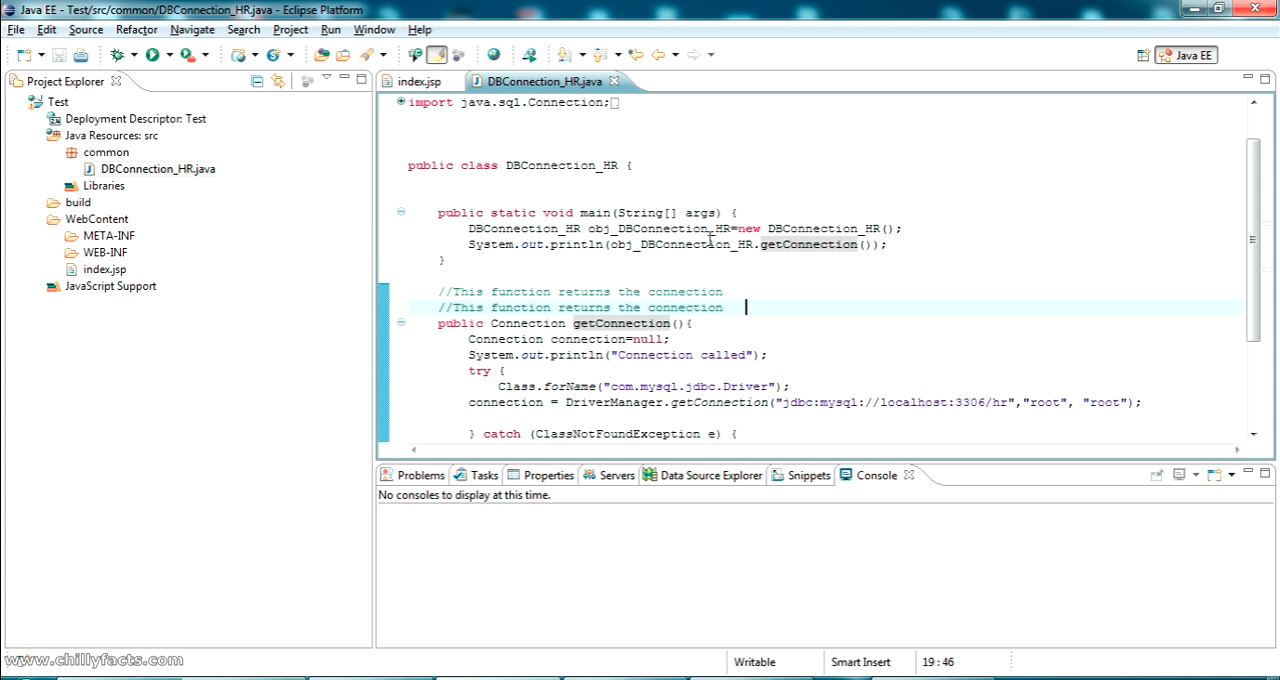 Java EE - Test/src/common/DBConnection_HR.java - Eclipse Platform
File Edit Source Refactor Navigate Search Project Run Window Help
Java EE
Project Explorer
Test
Deployment Descriptor: Test
Java Resources: src
common
DBConnection_HR.java
Libraries
build
WebContent
META-INF
WEB-INF
index.jsp
JavaScript Support
index.jsp DBConnection_HR.java
import java.sql.Connection;
public class DBConnection_HR {
public static void main(String[] args) {
DBConnection_HR obj_DBConnection_HR=new DBConnection_HR();
System.out.println(obj_DBConnection_HR.getConnection());
}
//This function returns the connection
//This function returns the connection
public Connection getConnection(){
Connection connection=null;
System.out.println("Connection called");
try {
Class.forName("com.mysql.jdbc.Driver");
connection = DriverManager.getConnection("jdbc:mysql://localhost:3306/hr","root", "root");
} catch (ClassNotFoundException e) {
Problems Tasks Properties Servers Data Source Explorer Snippets Console
No consoles to display at this time.
www.chillyfacts.com
Writable Smart Insert 19 : 46